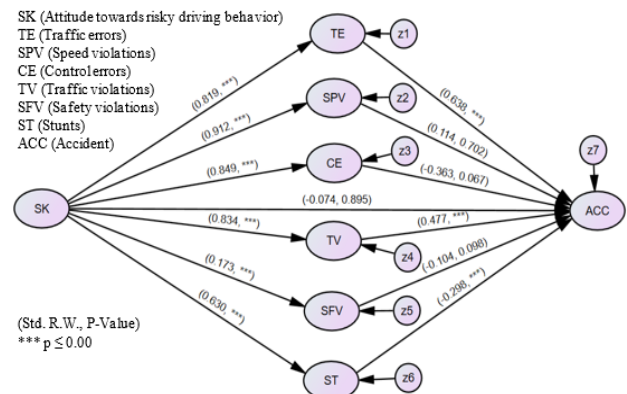 SK (Attitude towards risky driving behavior)
TE (Traffic errors)
SPV (Speed violations)
CE (Control errors)
TV (Traffic violations)
SFV (Safety violations)
ST (Stunts)
ACC (Accident)
TE
z1
(0.819, ***)
(0.638, ***)
SPV
z2
(0.912, ***)
(0.114, 0.702)
CE
z3
z7
(0.849, ***)
(-0.363, 0.067)
(-0.074, 0.895)
SK
ACC
(0.834, ***)
(0.477, ***)
TV
z4
(0.173, ***)
(-0.104, 0.098)
SFV
z5
(0.630, ***)
(-0.298, ***)
(Std. R.W., P-Value)
*** p ≤ 0.00
ST
z6